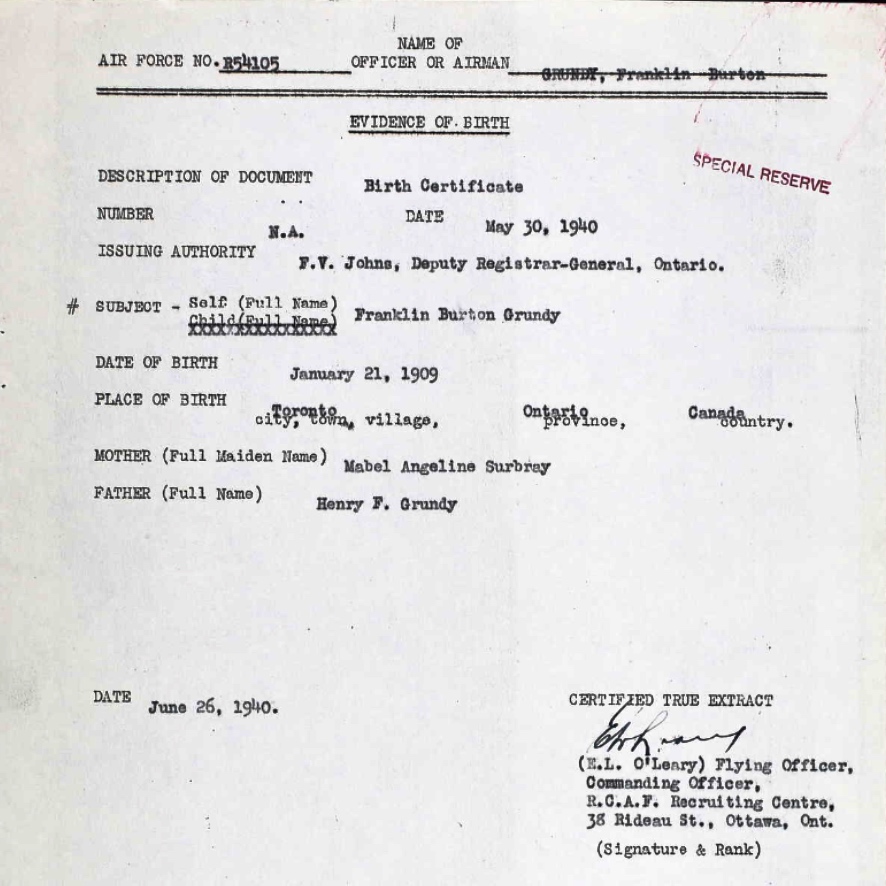 NAME OF
AIR FORCE NO. R54105 OFFICER OR AIRMAN GRUNDY, Franklin Burton
EVIDENCE OF BIRTH
SPECIAL RESERVE
DESCRIPTION OF DOCUMENT Birth Certificate
NUMBER N.A. DATE May 30, 1940
ISSUING AUTHORITY F.V. Johns, Deputy Registrar-General, Ontario.
# SUBJECT - Self (Full Name) Franklin Burton Grundy
Child (Full Name)
DATE OF BIRTH January 21, 1909
PLACE OF BIRTH Toronto Ontario Canada
city, town, village, province, country.
MOTHER (Full Maiden Name) Mabel Angeline Surbray
FATHER (Full Name) Henry F. Grundy
DATE June 26, 1940.
CERTIFIED TRUE EXTRACT
(E.L. O'Leary) Flying Officer,
Commanding Officer,
R.C.A.F. Recruiting Centre,
38 Rideau St., Ottawa, Ont.
(Signature & Rank)